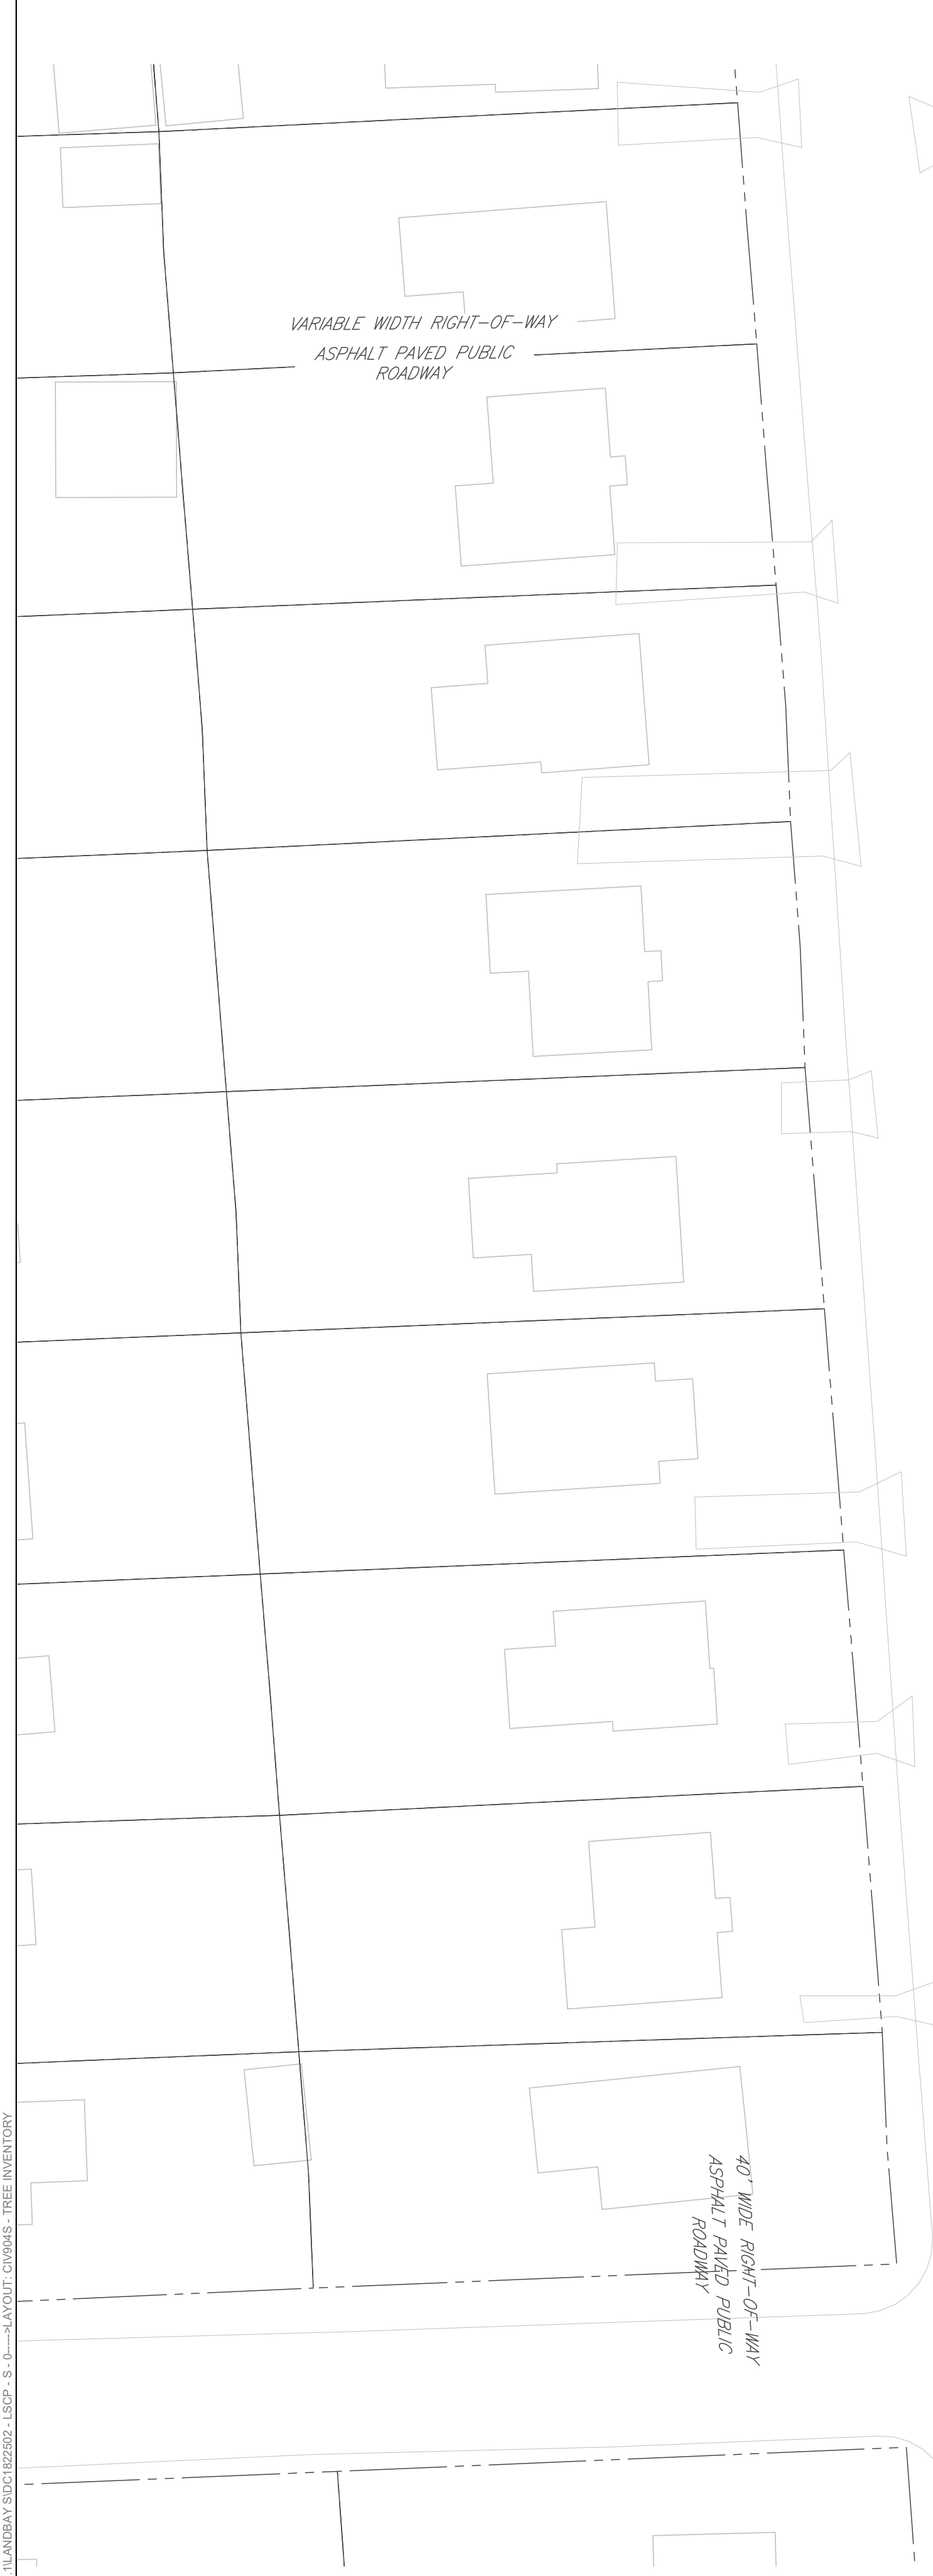 VARIABLE WIDTH RIGHT-OF-WAY
ASPHALT PAVED PUBLIC
ROADWAY
40' WIDE RIGHT-OF-WAY
ASPHALT PAVED PUBLIC
ROADWAY
.1\LANDBAY S\DC1822502 - LSCP - S - 0----->LAYOUT: CIV904S - TREE INVENTORY